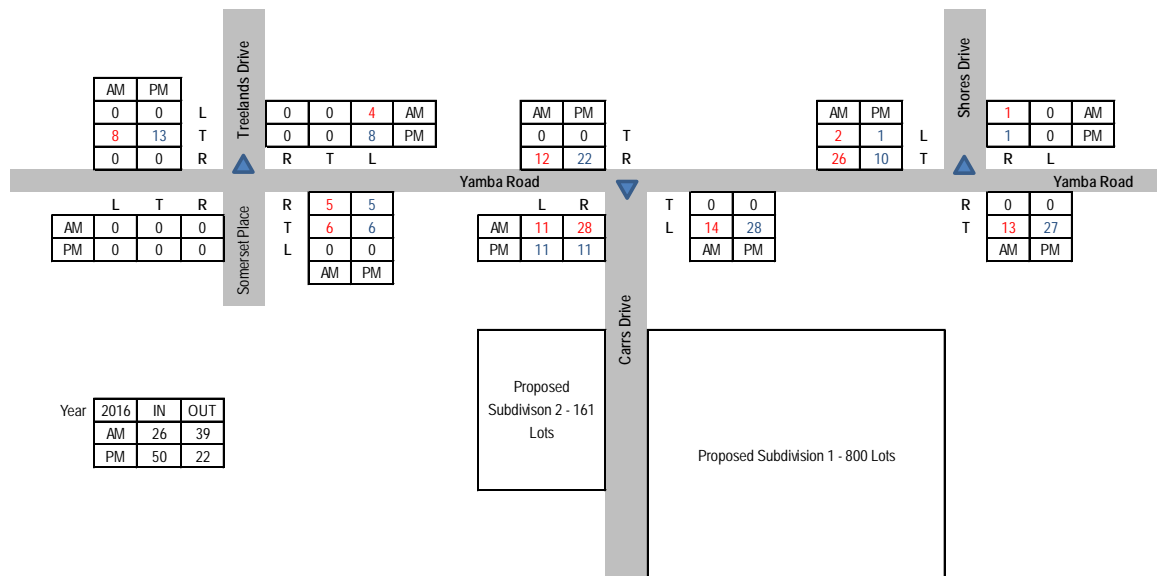 Treelands Drive
AM PM
0 0 L
8 13 T
0 0 R
0 0 4 AM
0 0 8 PM
R T L
AM PM
0 0 T
12 22 R
AM PM
2 1 L
26 10 T
Shores Drive
1 0 AM
1 0 PM
R L
Yamba Road
Yamba Road
L T R
AM 0 0 0
PM 0 0 0
Somerset Place
R 5 5
T 6 6
L 0 0
AM PM
L R
AM 11 28
PM 11 11
T 0 0
L 14 28
AM PM
R 0 0
T 13 27
AM PM
Carrs Drive
Proposed
Subdivison 2 - 161
Lots
Proposed Subdivision 1 - 800 Lots
Year 2016 IN OUT
AM 26 39
PM 50 22